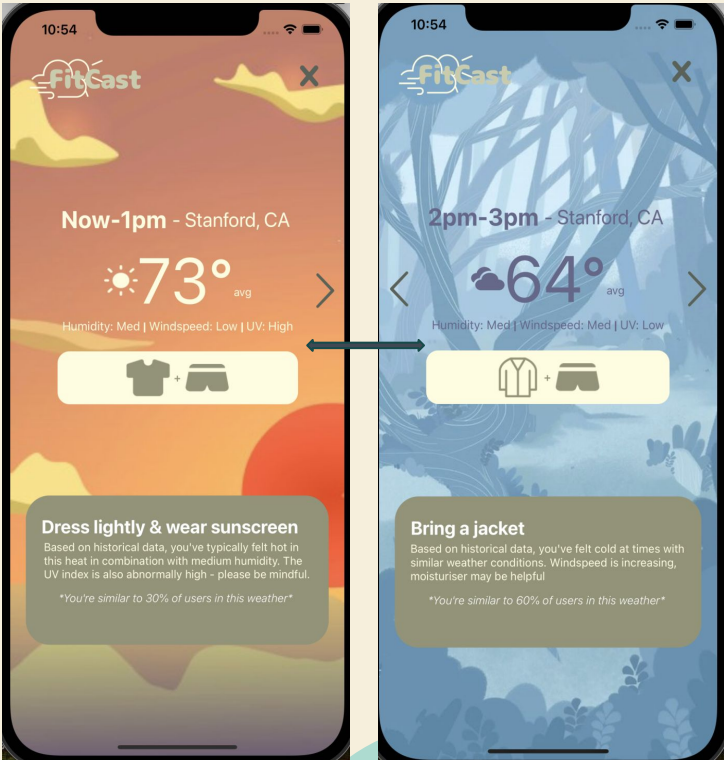 10:54
FitCast
Now-1pm - Stanford, CA
73°
avg
Humidity: Med | Windspeed: Low | UV: High
+
Dress lightly & wear sunscreen
Based on historical data, you've typically felt hot in
this heat in combination with medium humidity. The
UV index is also abnormally high - please be mindful.
*You're similar to 30% of users in this weather*
10:54
FitCast
2pm-3pm - Stanford, CA
64°
avg
Humidity: Med | Windspeed: Med | UV: Low
+
Bring a jacket
Based on historical data, you've felt cold at times with
similar weather conditions. Windspeed is increasing,
moisturiser may be helpful
*You're similar to 60% of users in this weather*